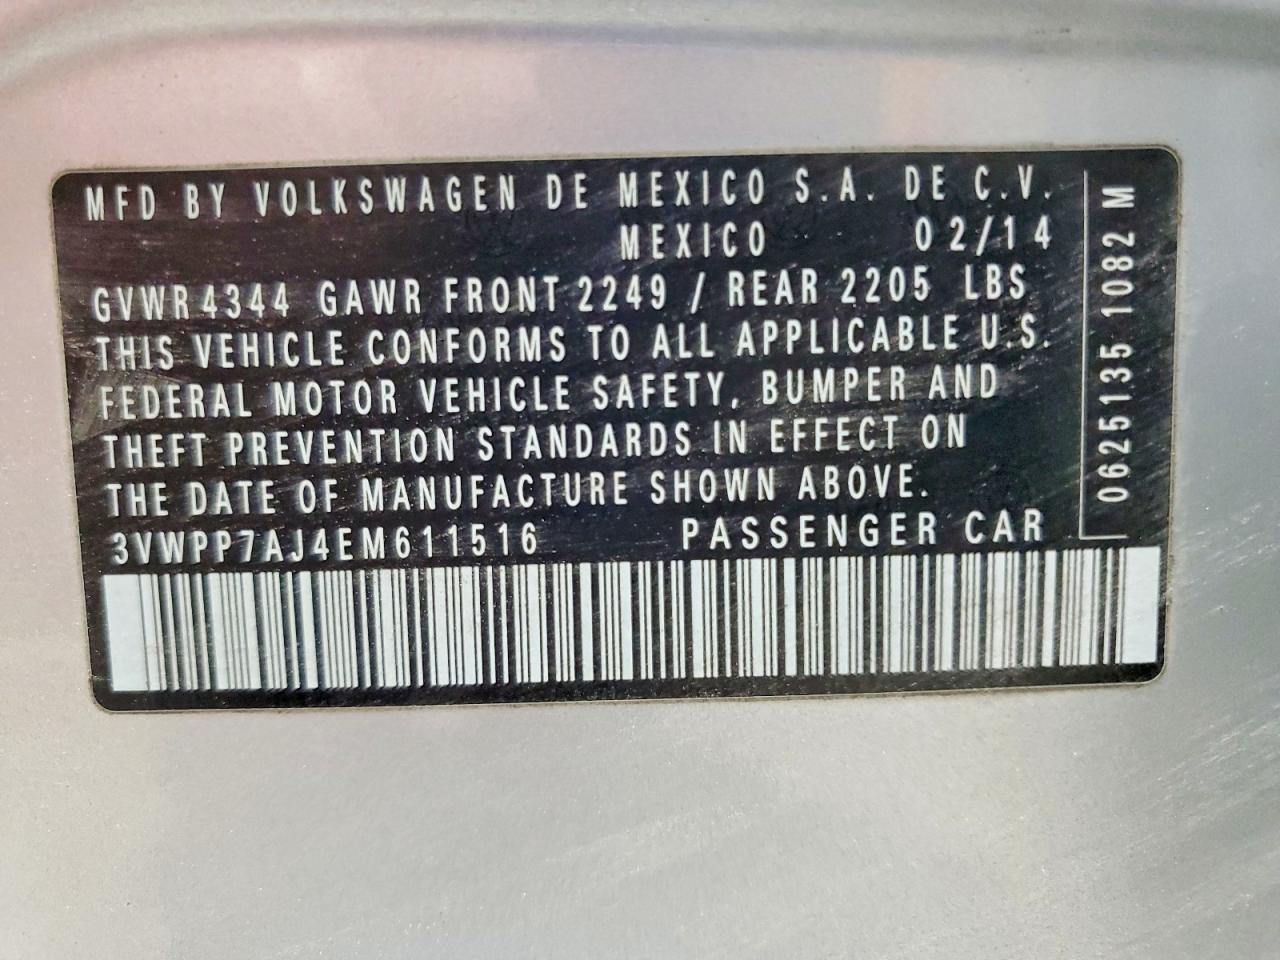 MFD BY VOLKSWAGEN DE MEXICO S.A. DE C.V.
MEXICO 02/14
GVWR 4344 GAWR FRONT 2249 / REAR 2205 LBS
THIS VEHICLE CONFORMS TO ALL APPLICABLE U.S.
FEDERAL MOTOR VEHICLE SAFETY, BUMPER AND
THEFT PREVENTION STANDARDS IN EFFECT ON
THE DATE OF MANUFACTURE SHOWN ABOVE.
3VWPP7AJ4EM611516 PASSENGER CAR
0625135 1082 M